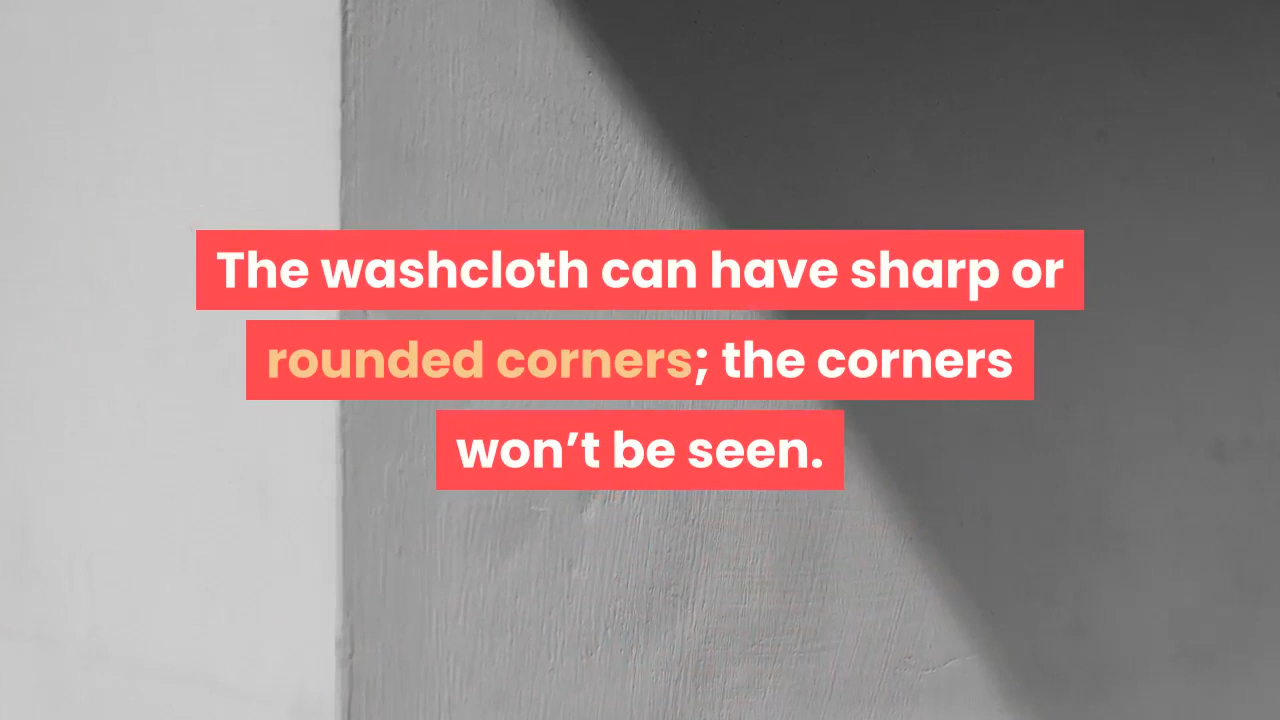 The washcloth can have sharp or
rounded corners; the corners
won’t be seen.